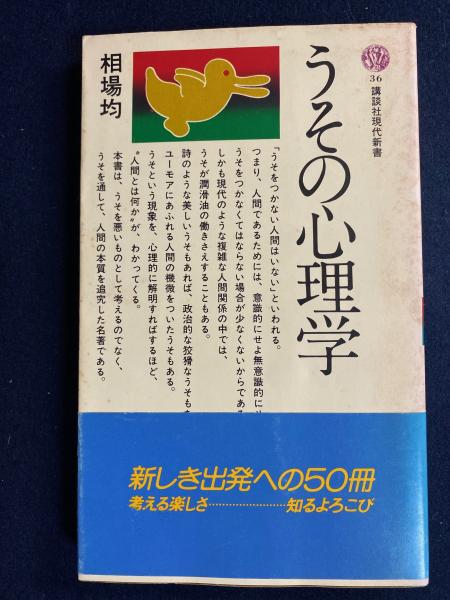 36
講談社現代新書
うその心理学
相場均
「うそをつかない人間はいない」といわれる。
つまり、人間であるためには、意識的にせよ無意識的にせ
うそをつかなくてはならない場合が少なくないからである
しかも現代のような複雑な人間関係の中では、
うそが潤滑油の働きさえすることもある。
詩のような美しいうそもあれば、政治的な狡猾なうそもあ
ユーモアにあふれる人間の機微をついたうそもある。
うそという現象を、心理的に解明すればするほど、
“人間とは何か”が、わかってくる。
本書は、うそを悪いものとして考えるのでなく、
うそを通して、人間の本質を追究した名著である。
新しき出発への50冊
考える楽しさ……………………知るよろこび